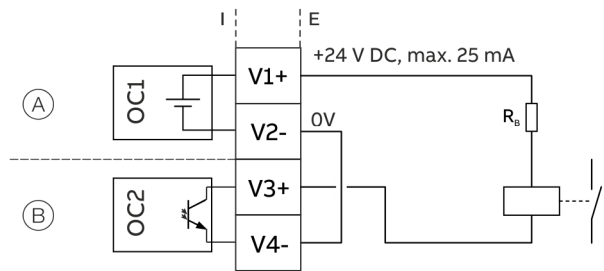 I E
+24 V DC, max. 25 mA
V1+
OC1
A
R_B
V2-
0V
V3+
OC2
B
V4-